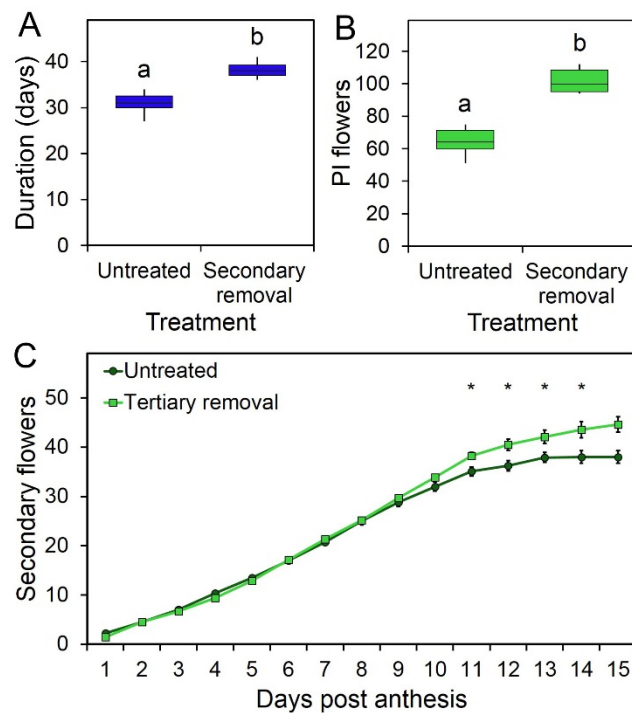 A
Duration (days)
40
30
20
10
0
a
b
Untreated
Secondary
removal
Treatment
B
PI flowers
120
100
80
60
40
20
0
a
b
Untreated
Secondary
removal
Treatment
C
Secondary flowers
50
40
30
20
10
0
Untreated
Tertiary removal
* * * *
1 2 3 4 5 6 7 8 9 10 11 12 13 14 15
Days post anthesis